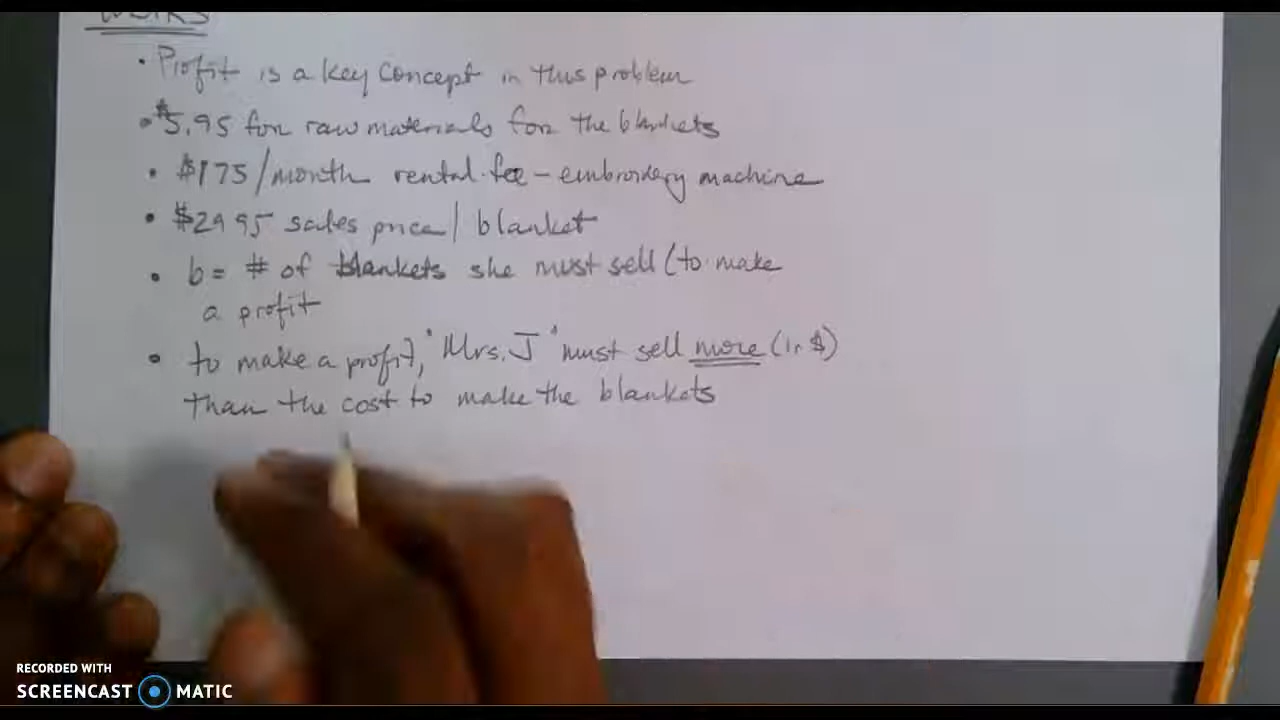 Works
• Profit is a key concept in this problem
• $5.95 for raw materials for the blankets
• $175/month rental fee - embroidery machine
• $29 95 sales price/ blanket
• b = # of blankets she must sell (to make
a profit
• to make a profit, "Mrs. J" must sell more (in $)
than the cost to make the blankets
RECORDED WITH
SCREENCAST MATIC